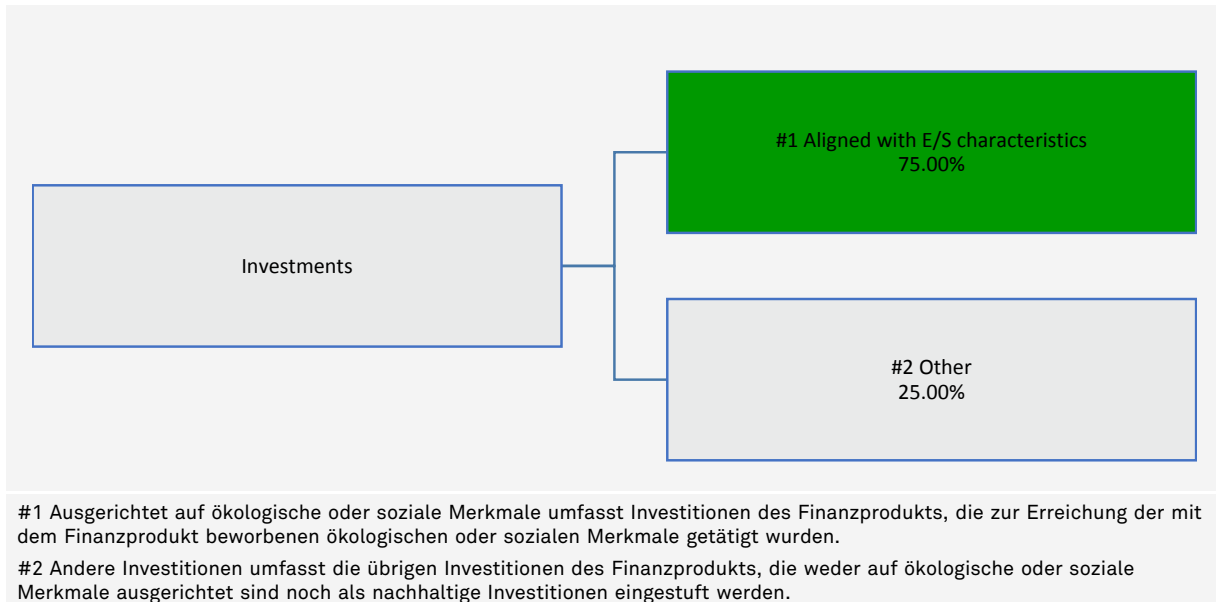 #1 Aligned with E/S characteristics
75.00%
Investments
#2 Other
25.00%
#1 Ausgerichtet auf ökologische oder soziale Merkmale umfasst Investitionen des Finanzprodukts, die zur Erreichung der mit
dem Finanzprodukt beworbenen ökologischen oder sozialen Merkmale getätigt wurden.
#2 Andere Investitionen umfasst die übrigen Investitionen des Finanzprodukts, die weder auf ökologische oder soziale
Merkmale ausgerichtet sind noch als nachhaltige Investitionen eingestuft werden.